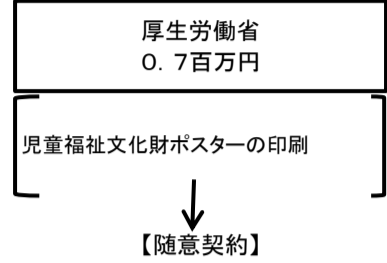 厚生労働省
０．７百万円
児童福祉文化財ポスターの印刷
【随意契約】